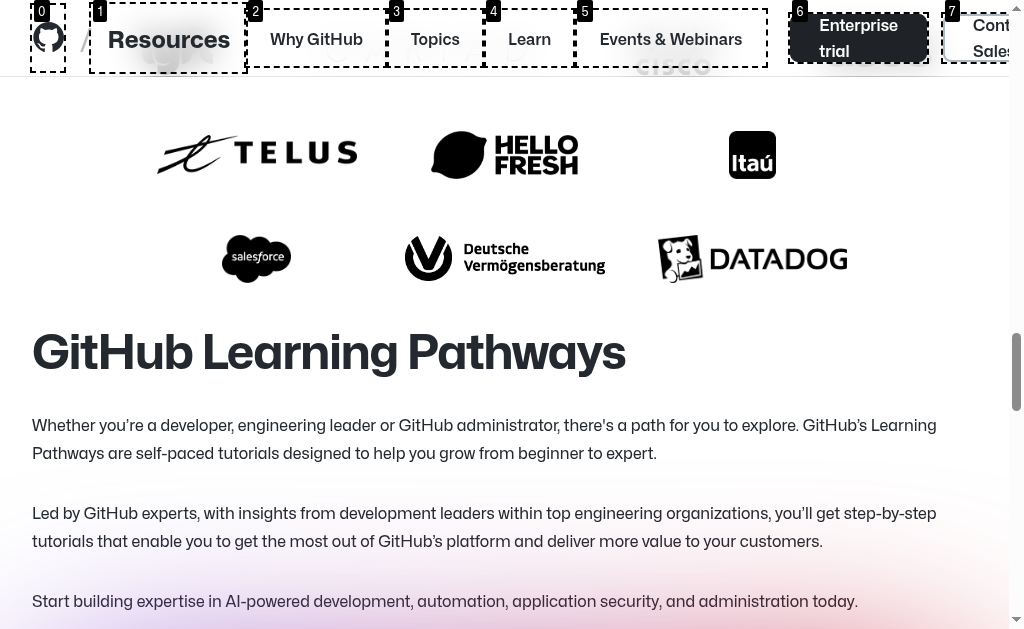 0
1
2
3
4
5
6
7
/
Resources
Why GitHub
Topics
Learn
Events & Webinars
Enterprise
trial
Cont
Sales
CISCO
TELUS
HELLO
FRESH
Itaú
salesforce
Deutsche
Vermögensberatung
DATADOG
GitHub Learning Pathways
Whether you’re a developer, engineering leader or GitHub administrator, there's a path for you to explore. GitHub’s Learning
Pathways are self-paced tutorials designed to help you grow from beginner to expert.
Led by GitHub experts, with insights from development leaders within top engineering organizations, you’ll get step-by-step
tutorials that enable you to get the most out of GitHub’s platform and deliver more value to your customers.
Start building expertise in AI-powered development, automation, application security, and administration today.